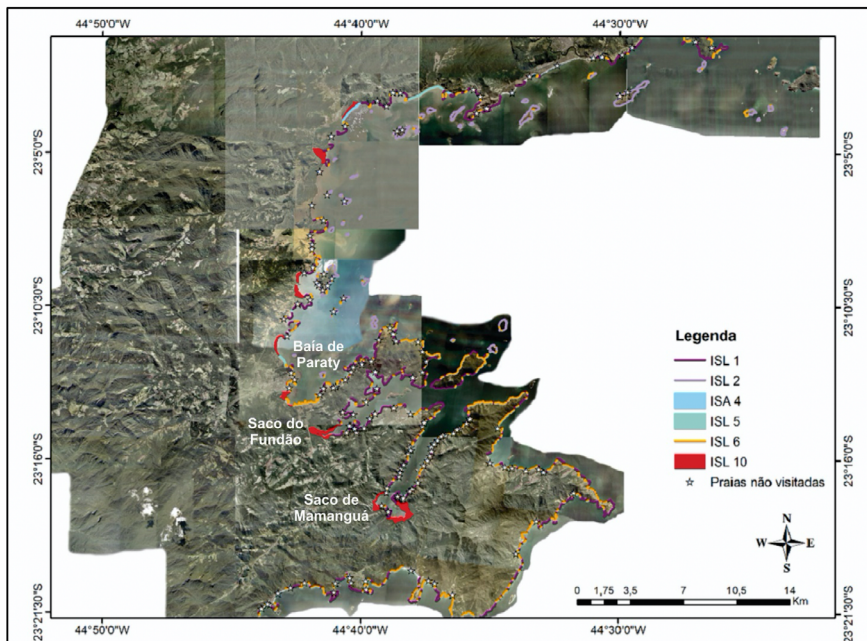 44°50'0"W 44°40'0"W 44°30'0"W
23°5'0"S 23°5'0"S
23°10'30"S 23°10'30"S
Baía de
Paraty
Saco do
Fundão
23°16'0"S 23°16'0"S
Saco de
Mamanguá
Legenda
ISL 1
ISL 2
ISA 4
ISL 5
ISL 6
ISL 10
Praias não visitadas
N
W E
S
0 1,75 3,5 7 10,5 14
Km
23°21'30"S 23°21'30"S
44°50'0"W 44°40'0"W 44°30'0"W